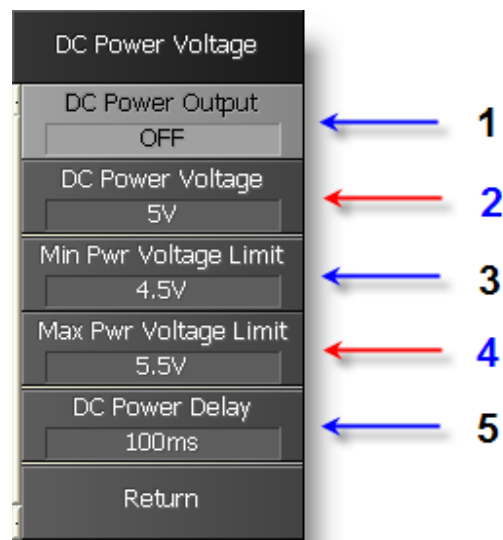 DC Power Voltage
DC Power Output
OFF
1
DC Power Voltage
5V
2
Min Pwr Voltage Limit
4.5V
3
Max Pwr Voltage Limit
5.5V
4
DC Power Delay
100ms
5
Return